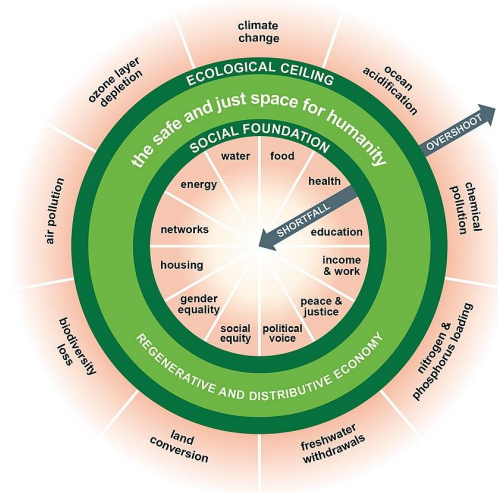 climate
change
ocean
acidification
OVERSHOOT
chemical
pollution
nitrogen &
phosphorus loading
freshwater
withdrawals
land
conversion
biodiversity
loss
air pollution
ozone layer
depletion
ECOLOGICAL CEILING
the safe and just space for humanity
SOCIAL FOUNDATION
water
food
health
SHORTFALL
education
income
& work
peace &
justice
political
voice
social
equity
gender
equality
housing
networks
energy
REGENERATIVE AND DISTRIBUTIVE ECONOMY